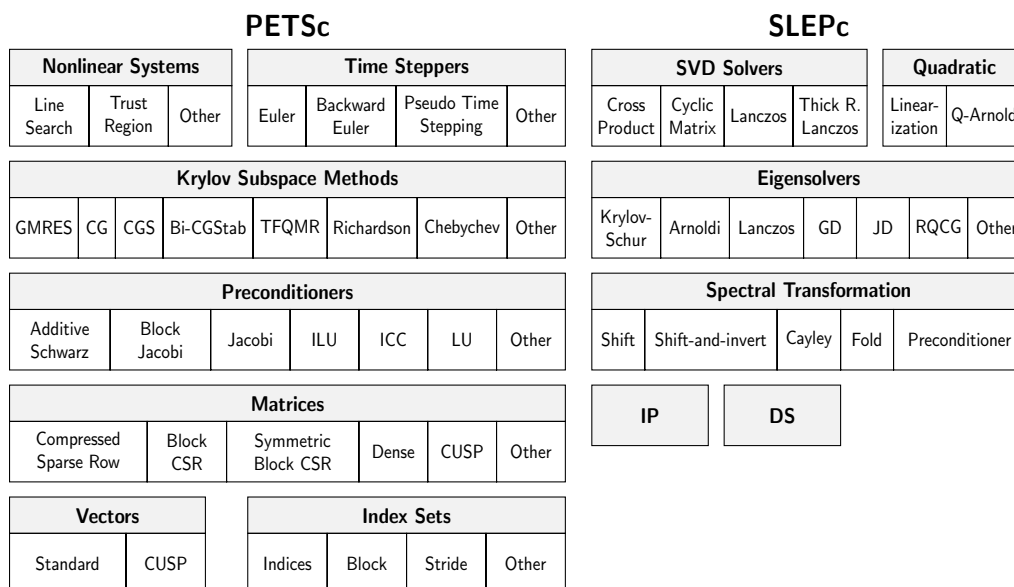 PETSc
SLEPc
Nonlinear Systems
Line
Search
Trust
Region
Other
Time Steppers
Euler
Backward
Euler
Pseudo Time
Stepping
Other
SVD Solvers
Cross
Product
Cyclic
Matrix
Lanczos
Thick R.
Lanczos
Quadratic
Linear-
ization
Q-Arnoldi
Krylov Subspace Methods
GMRES
CG
CGS
Bi-CGStab
TFQMR
Richardson
Chebychev
Other
Eigensolvers
Krylov-
Schur
Arnoldi
Lanczos
GD
JD
RQCG
Other
Preconditioners
Additive
Schwarz
Block
Jacobi
Jacobi
ILU
ICC
LU
Other
Spectral Transformation
Shift
Shift-and-invert
Cayley
Fold
Preconditioner
Matrices
Compressed
Sparse Row
Block
CSR
Symmetric
Block CSR
Dense
CUSP
Other
IP
DS
Vectors
Standard
CUSP
Index Sets
Indices
Block
Stride
Other